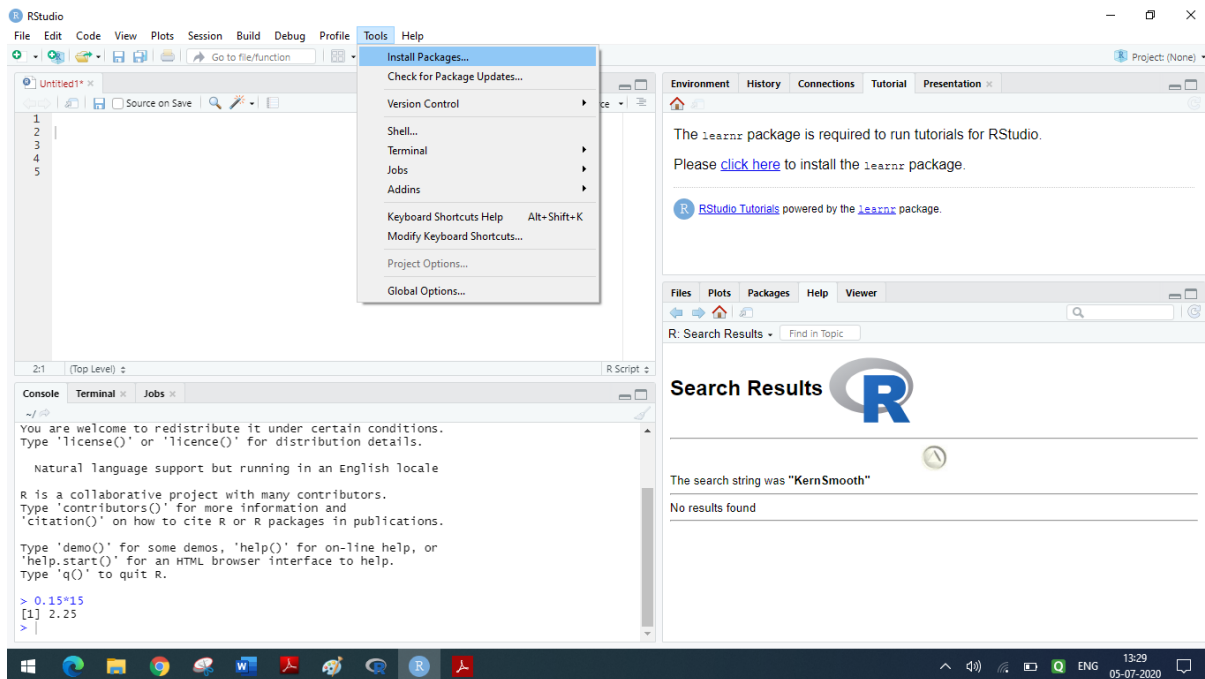 RStudio
File Edit Code View Plots Session Build Debug Profile Tools Help
Go to file/function
Project: (None)
Install Packages...
Check for Package Updates...
Version Control
Shell...
Terminal
Jobs
Addins
Keyboard Shortcuts Help Alt+Shift+K
Modify Keyboard Shortcuts...
Project Options...
Global Options...
Untitled1*
Source on Save
ce
1
2
3
4
5
2:1 (Top Level) R Script
Console Terminal Jobs
~/
You are welcome to redistribute it under certain conditions.
Type 'license()' or 'licence()' for distribution details.
Natural language support but running in an English locale
R is a collaborative project with many contributors.
Type 'contributors()' for more information and
'citation()' on how to cite R or R packages in publications.
Type 'demo()' for some demos, 'help()' for on-line help, or
'help.start()' for an HTML browser interface to help.
Type 'q()' to quit R.
> 0.15*15
[1] 2.25
>
Environment History Connections Tutorial Presentation
The learnr package is required to run tutorials for RStudio.
Please click here to install the learnr package.
R RStudio Tutorials powered by the learnr package.
Files Plots Packages Help Viewer
R: Search Results Find in Topic
Search Results R
The search string was "KernSmooth"
No results found
ENG 13:29
05-07-2020